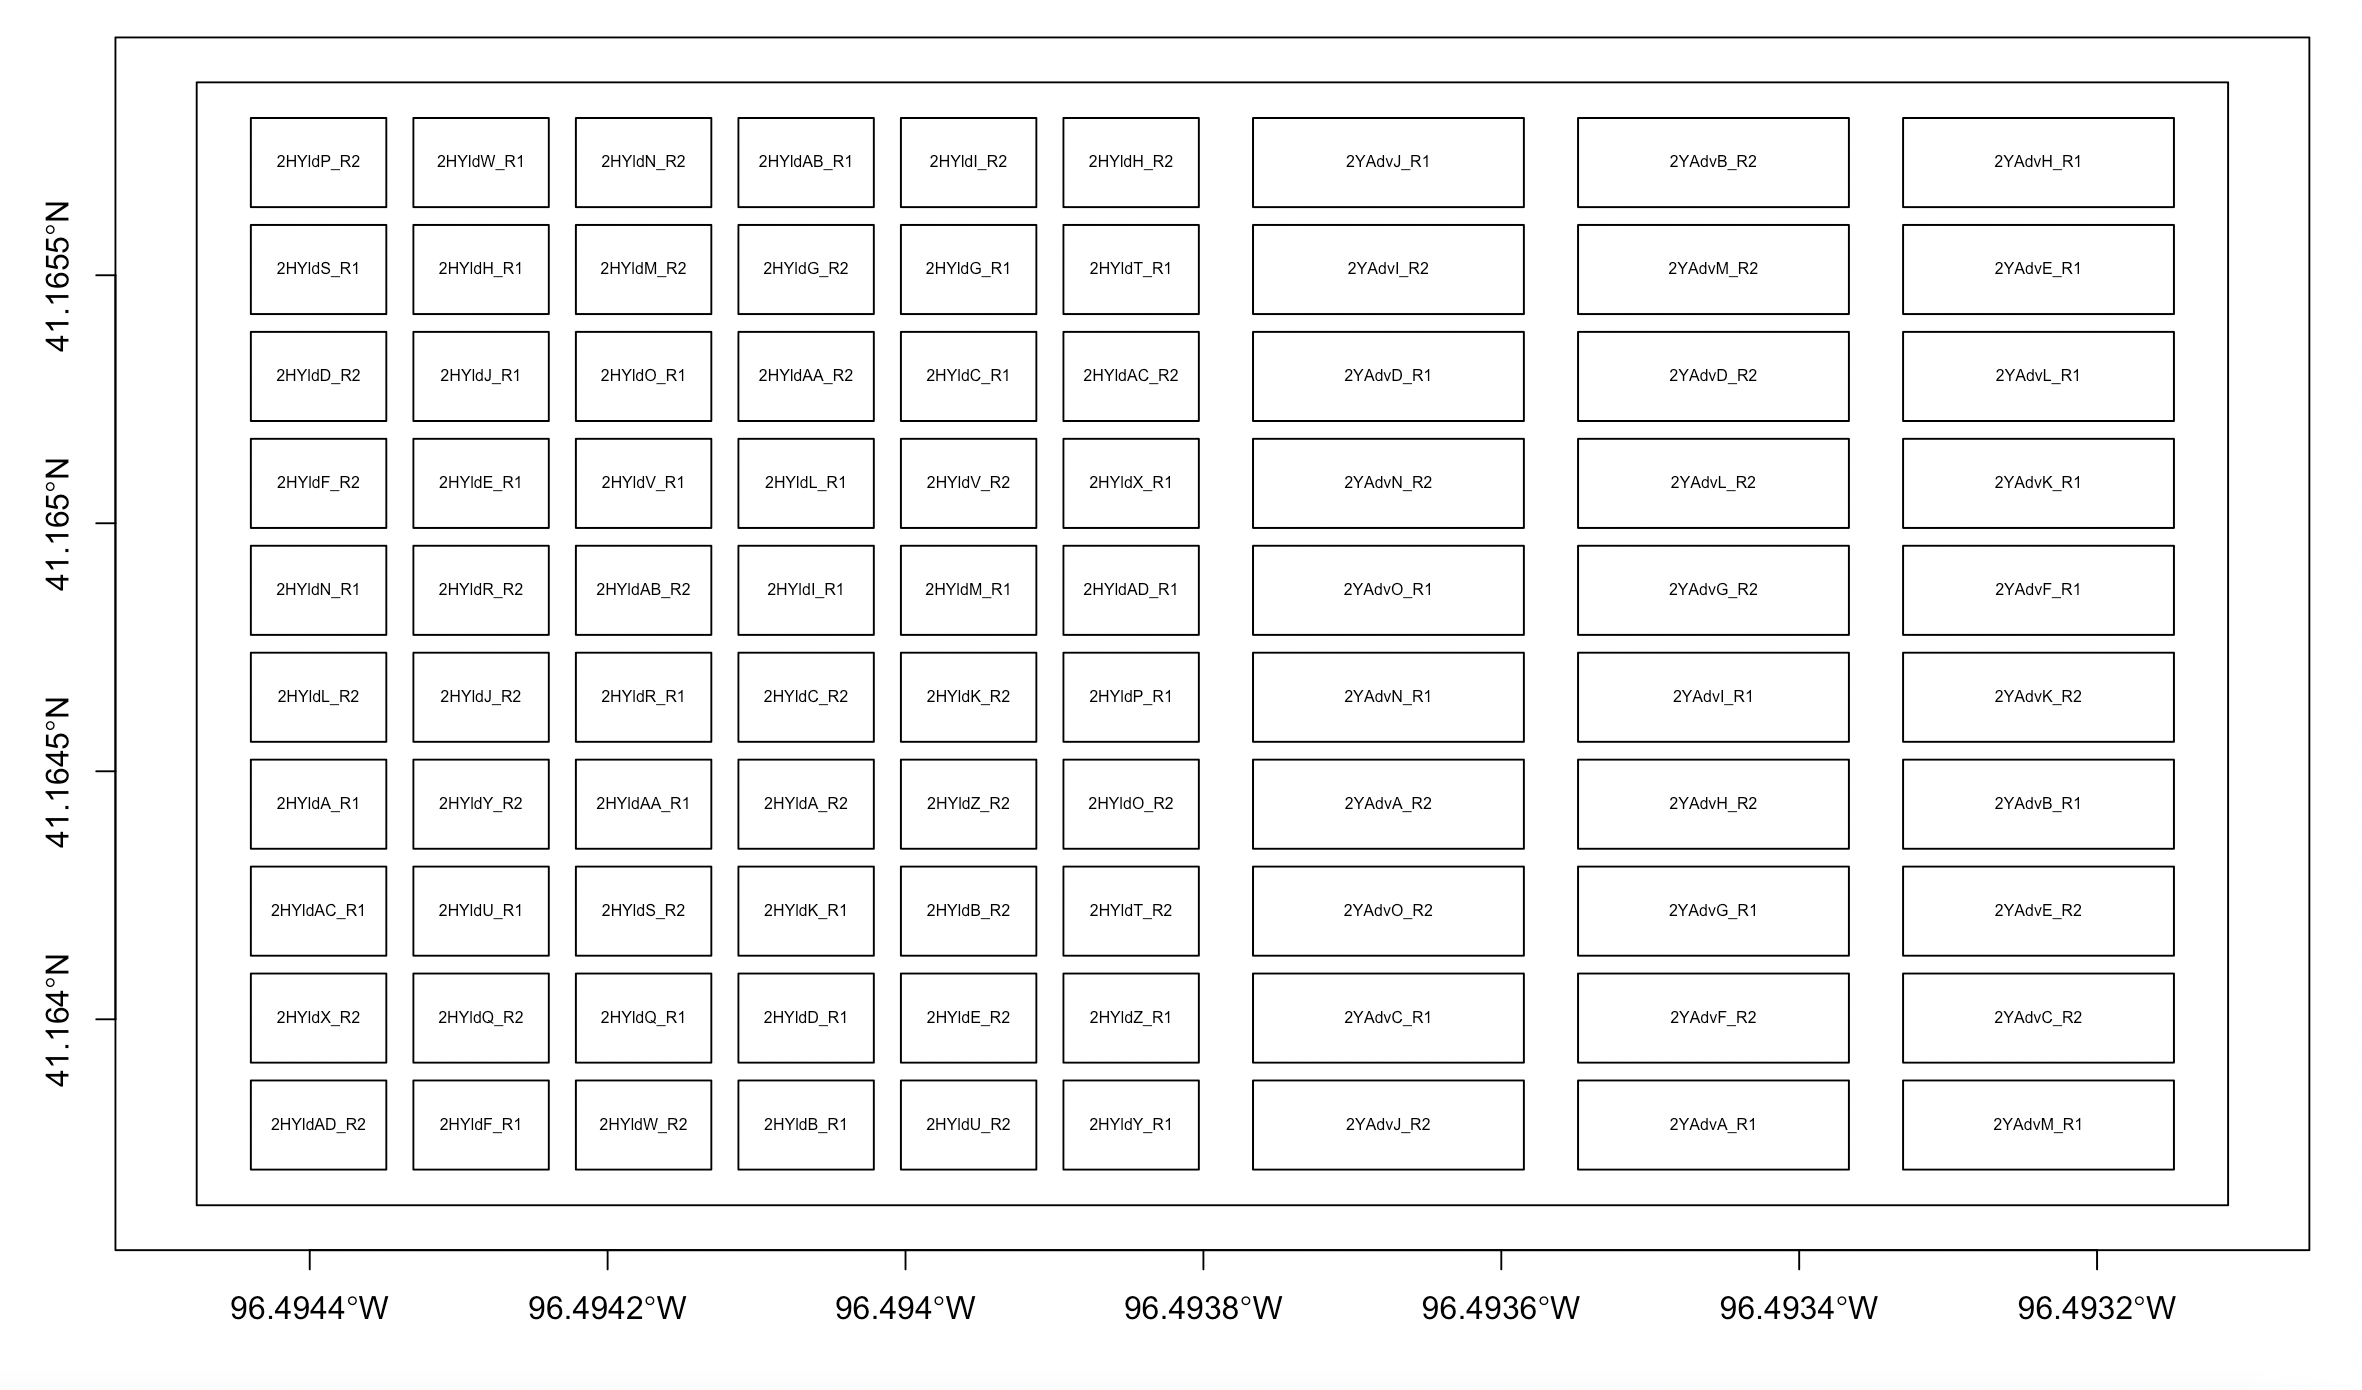 2HYldP_R2 2HYldW_R1 2HYldN_R2 2HYldAB_R1 2HYldI_R2 2HYldH_R2 2YAdvJ_R1 2YAdvB_R2 2YAdvH_R1
2HYldS_R1 2HYldH_R1 2HYldM_R2 2HYldG_R2 2HYldG_R1 2HYldT_R1 2YAdvI_R2 2YAdvM_R2 2YAdvE_R1
41.1655°N
2HYldD_R2 2HYldJ_R1 2HYldO_R1 2HYldAA_R2 2HYldC_R1 2HYldAC_R2 2YAdvD_R1 2YAdvD_R2 2YAdvL_R1
2HYldF_R2 2HYldE_R1 2HYldV_R1 2HYldL_R1 2HYldV_R2 2HYldX_R1 2YAdvN_R2 2YAdvL_R2 2YAdvK_R1
41.165°N
2HYldN_R1 2HYldR_R2 2HYldAB_R2 2HYldI_R1 2HYldM_R1 2HYldAD_R1 2YAdvO_R1 2YAdvG_R2 2YAdvF_R1
2HYldL_R2 2HYldJ_R2 2HYldR_R1 2HYldC_R2 2HYldK_R2 2HYldP_R1 2YAdvN_R1 2YAdvI_R1 2YAdvK_R2
41.1645°N
2HYldA_R1 2HYldY_R2 2HYldAA_R1 2HYldA_R2 2HYldZ_R2 2HYldO_R2 2YAdvA_R2 2YAdvH_R2 2YAdvB_R1
2HYldAC_R1 2HYldU_R1 2HYldS_R2 2HYldK_R1 2HYldB_R2 2HYldT_R2 2YAdvO_R2 2YAdvG_R1 2YAdvE_R2
2HYldX_R2 2HYldQ_R2 2HYldQ_R1 2HYldD_R1 2HYldE_R2 2HYldZ_R1 2YAdvC_R1 2YAdvF_R2 2YAdvC_R2
41.164°N
2HYldAD_R2 2HYldF_R1 2HYldW_R2 2HYldB_R1 2HYldU_R2 2HYldY_R1 2YAdvJ_R2 2YAdvA_R1 2YAdvM_R1
96.4944°W 96.4942°W 96.494°W 96.4938°W 96.4936°W 96.4934°W 96.4932°W